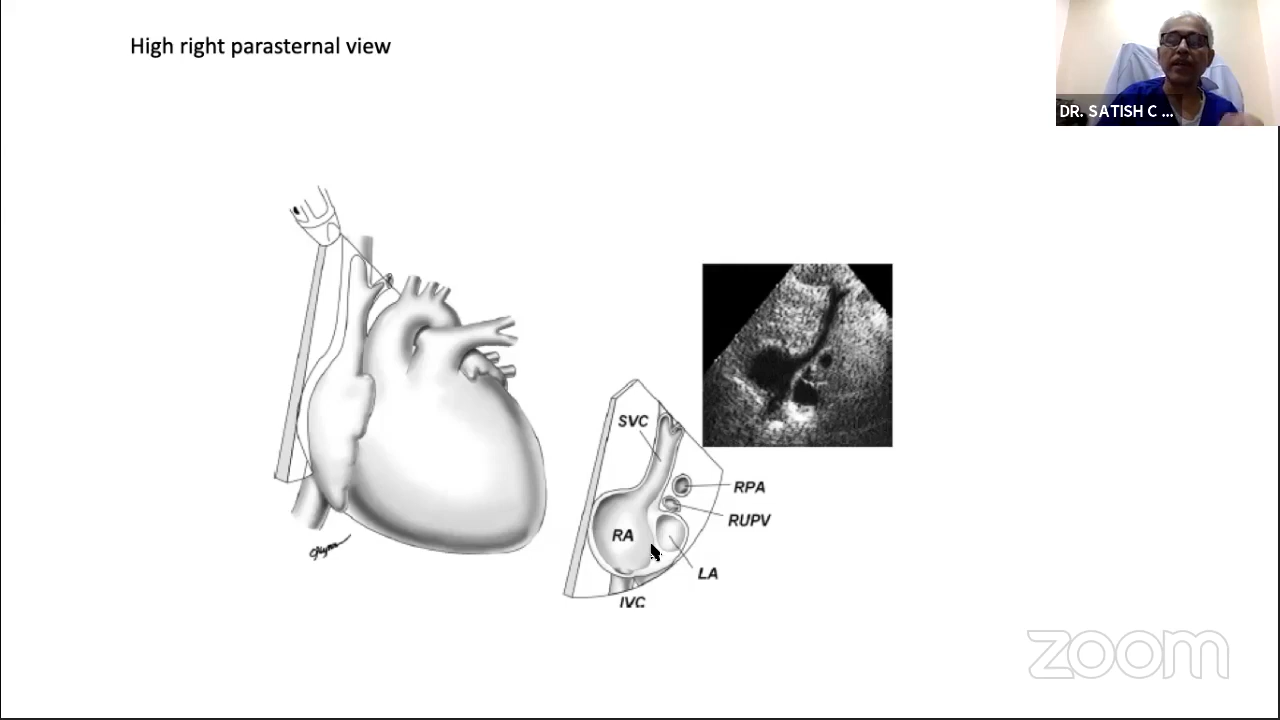 High right parasternal view
DR. SATISH C ...
SVC
RPA
RUPV
RA
LA
IVC
zoom